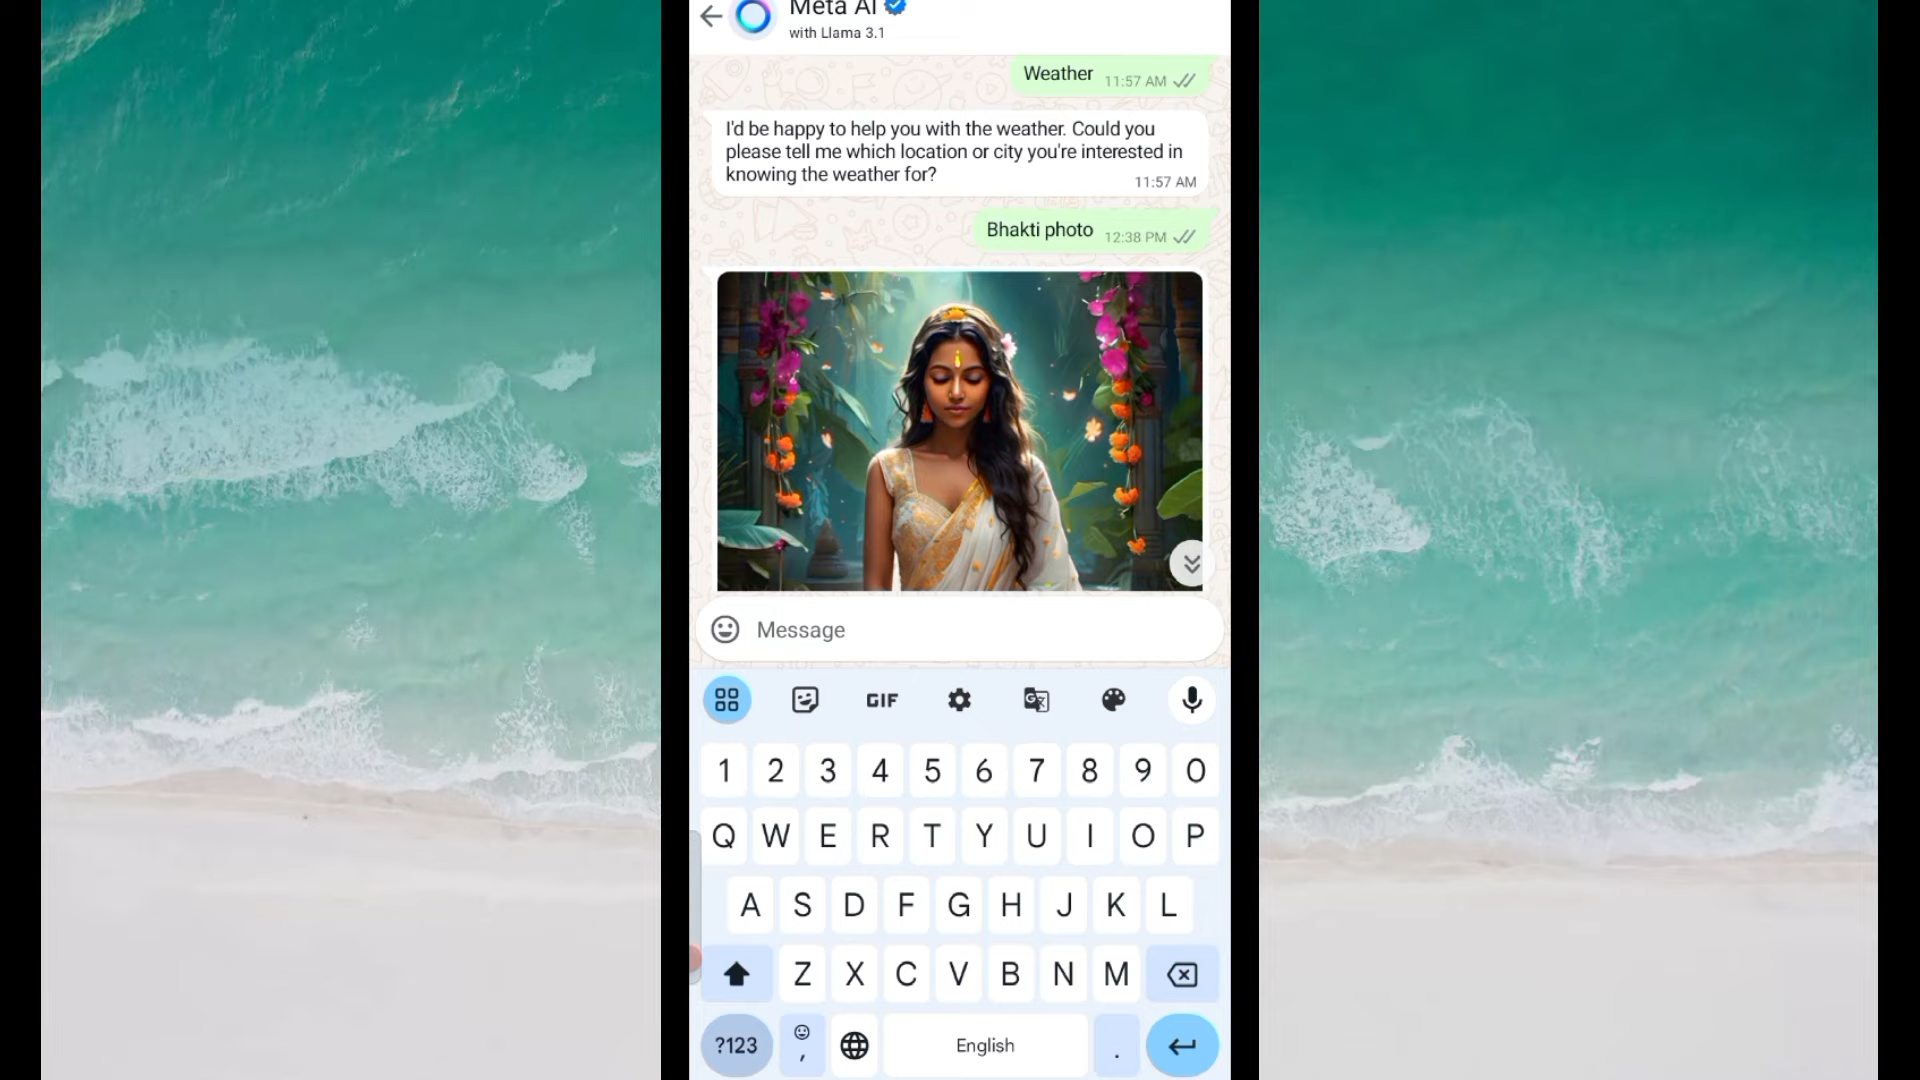 Meta AI
with Llama 3.1
Weather 11:57 AM
I'd be happy to help you with the weather. Could you
please tell me which location or city you're interested in
knowing the weather for?
11:57 AM
Bhakti photo 12:38 PM
Message
GIF
1 2 3 4 5 6 7 8 9 0
Q W E R T Y U I O P
A S D F G H J K L
Z X C V B N M
?123 , English .